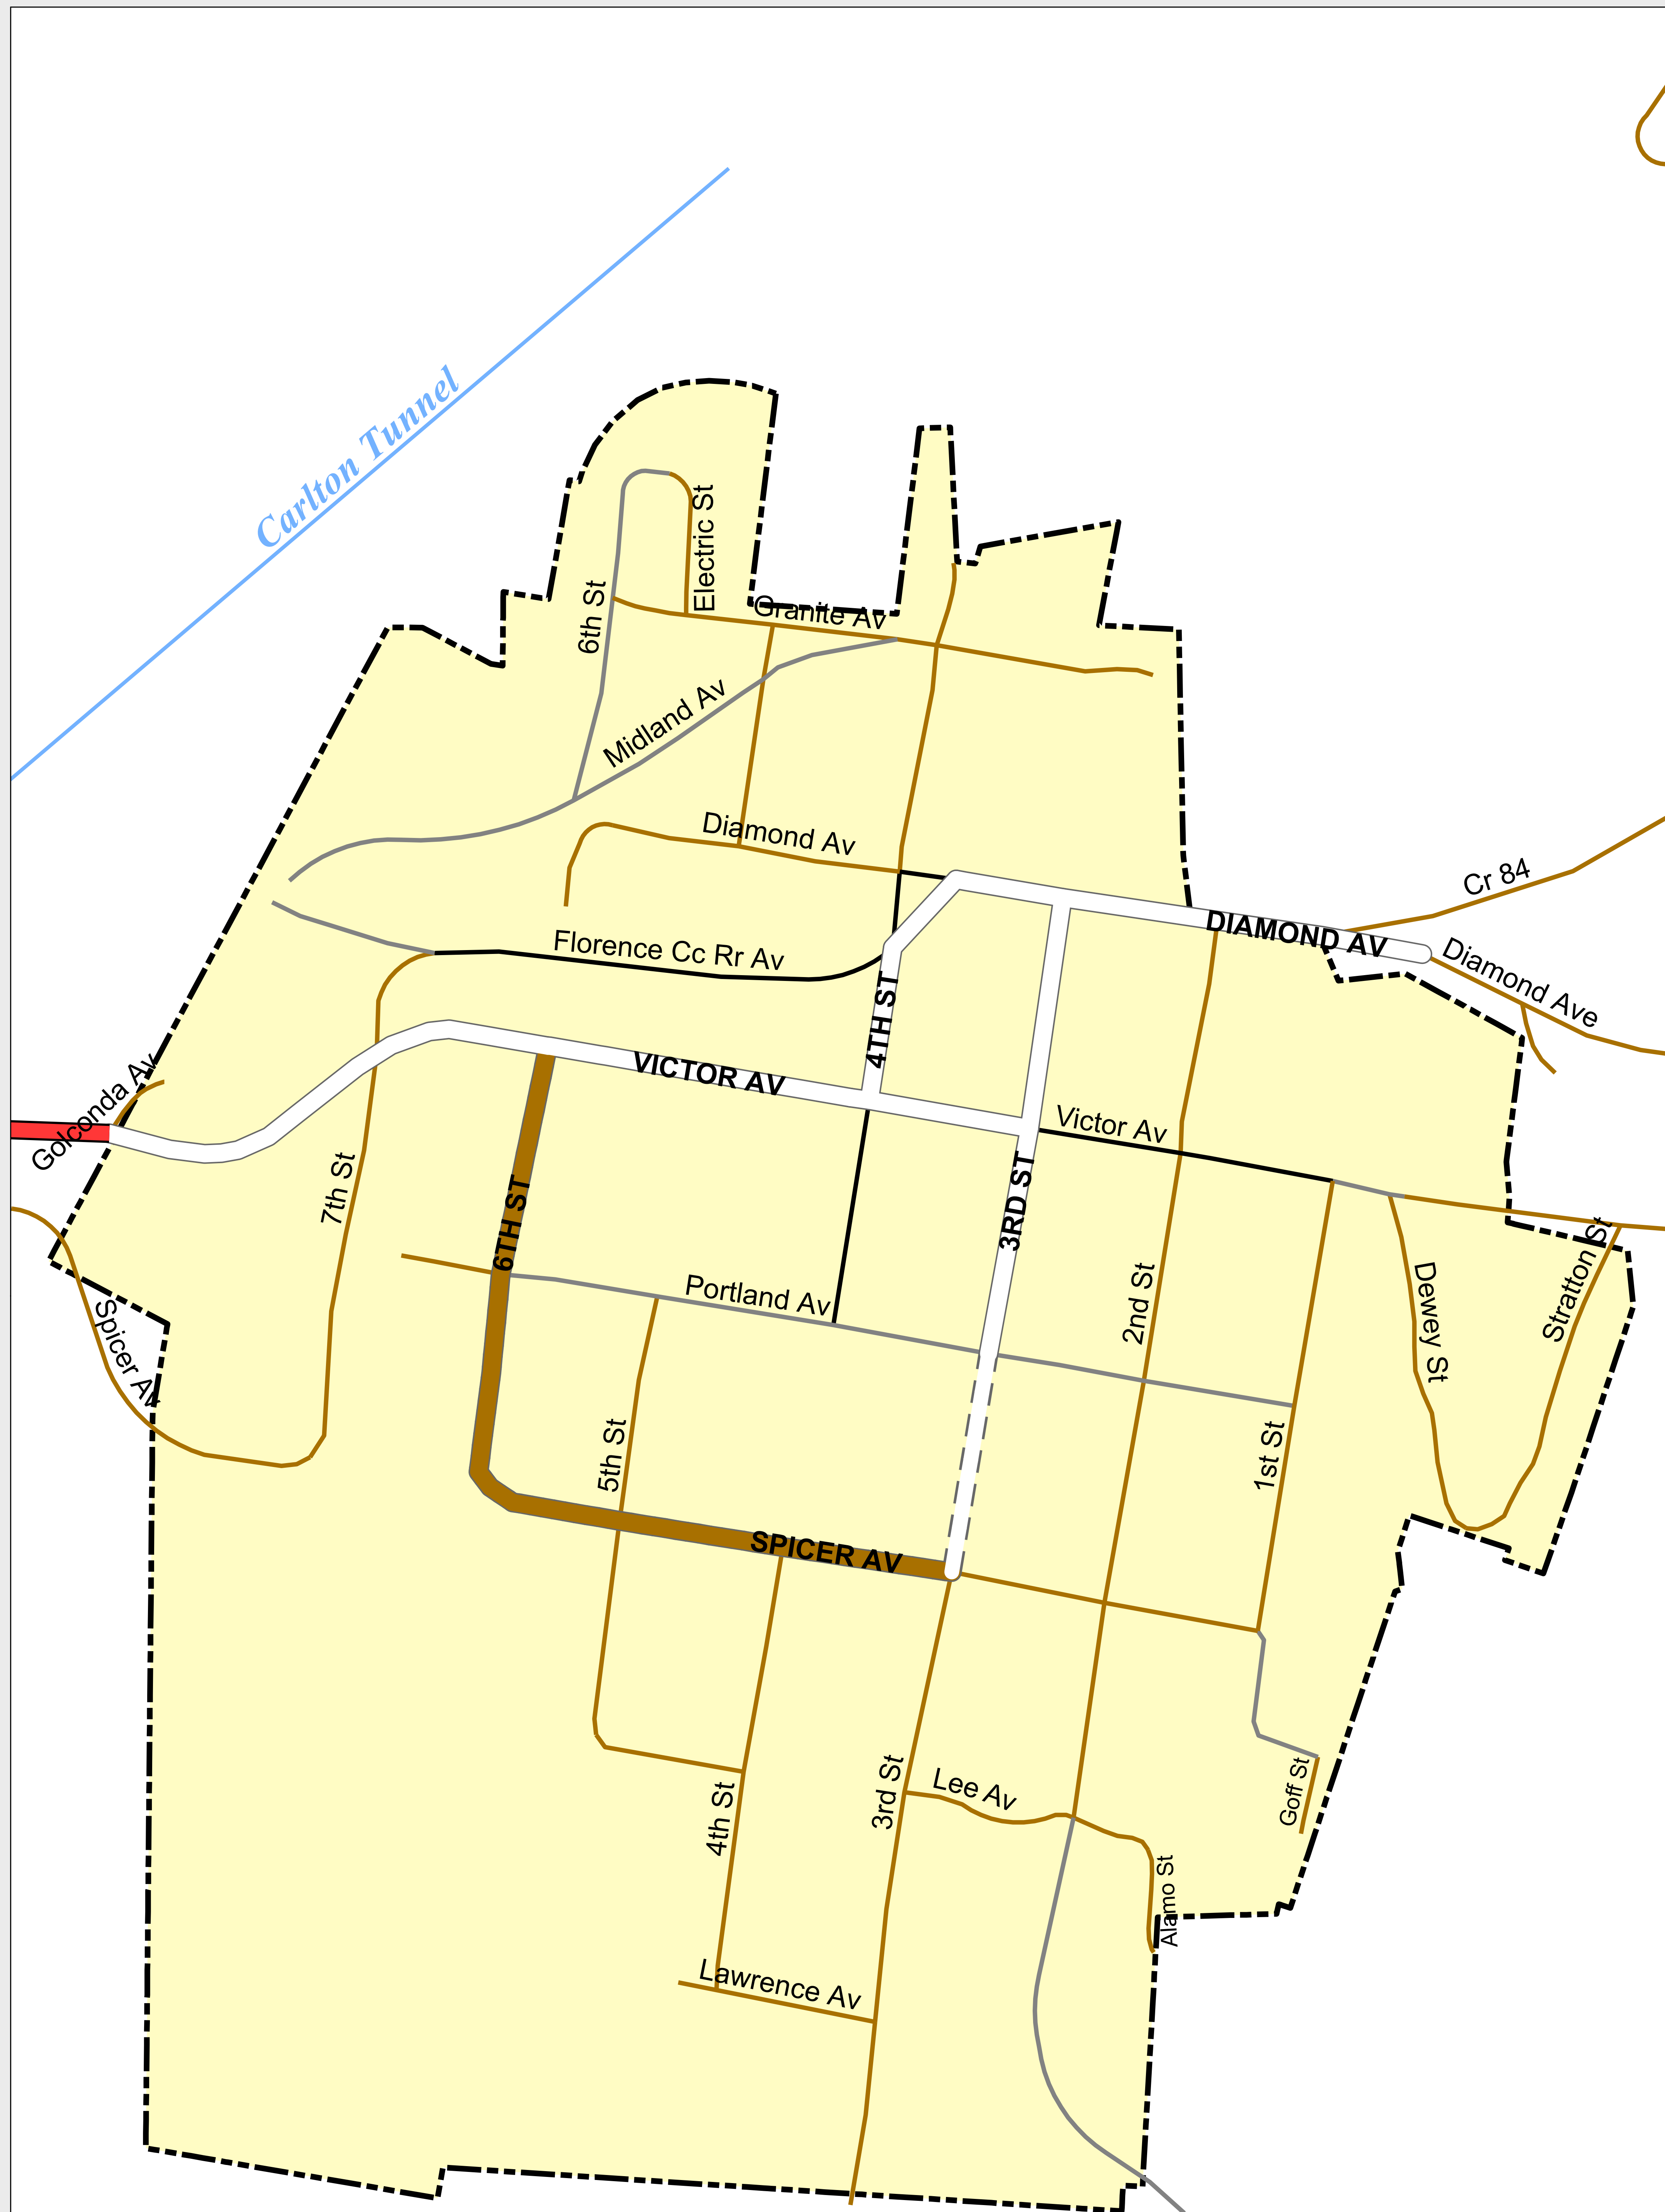 Carlton Tunnel
Electric St
6th St
Granite Av
Midland Av
Diamond Av
Cr 84
DIAMOND AV
Diamond Ave
Florence Cc Rr Av
4TH ST
Golconda Av
VICTOR AV
Victor Av
7th St
6TH ST
3RD ST
Stratton St
Portland Av
2nd St
Dewey St
Spicer Av
5th St
1st St
SPICER AV
4th St
3rd St
Lee Av
Goff St
Alamo St
Lawrence Av